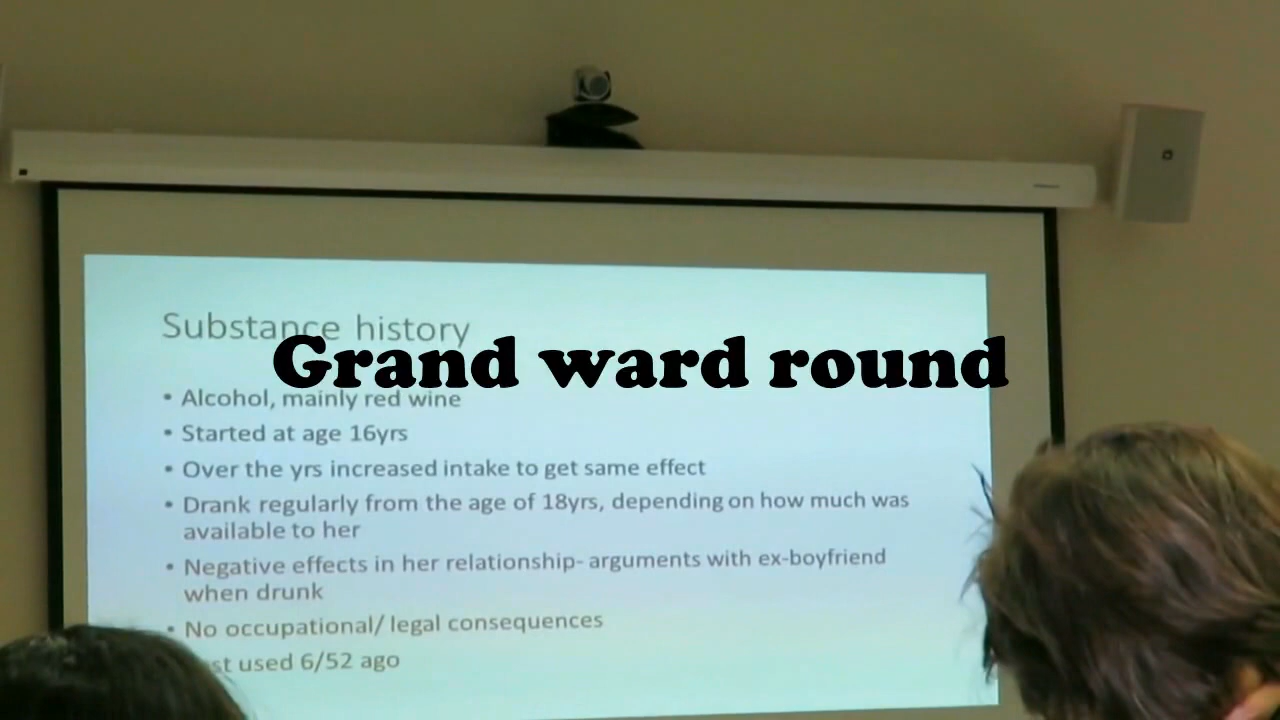 Substance history
Grand ward round
• Alcohol, mainly red wine
• Started at age 16yrs
• Over the yrs increased intake to get same effect
• Drank regularly from the age of 18yrs, depending on how much was
available to her
• Negative effects in her relationship- arguments with ex-boyfriend
when drunk
• No occupational/ legal consequences
used 6/52 ago